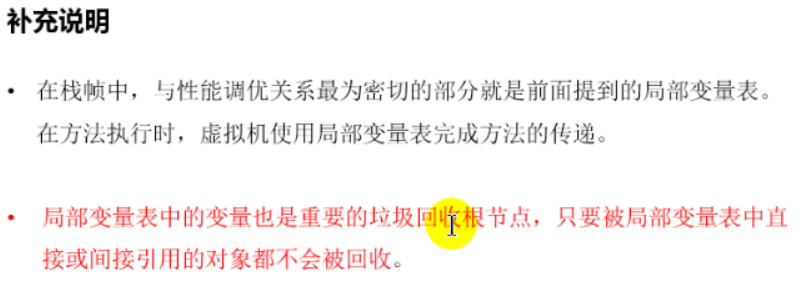 补充说明
• 在栈帧中，与性能调优关系最为密切的部分就是前面提到的局部变量表。
在方法执行时，虚拟机使用局部变量表完成方法的传递。
• 局部变量表中的变量也是重要的垃圾回收根节点，只要被局部变量表中直
接或间接引用的对象都不会被回收。